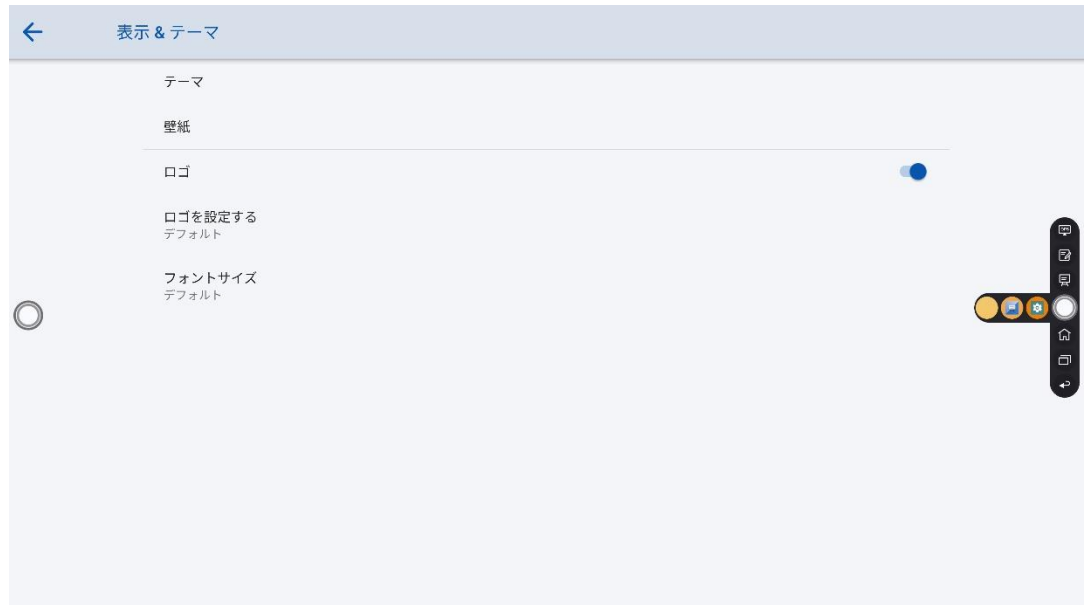 表示 & テーマ
テーマ
壁紙
ロゴ
ロゴを設定する
デフォルト
フォントサイズ
デフォルト